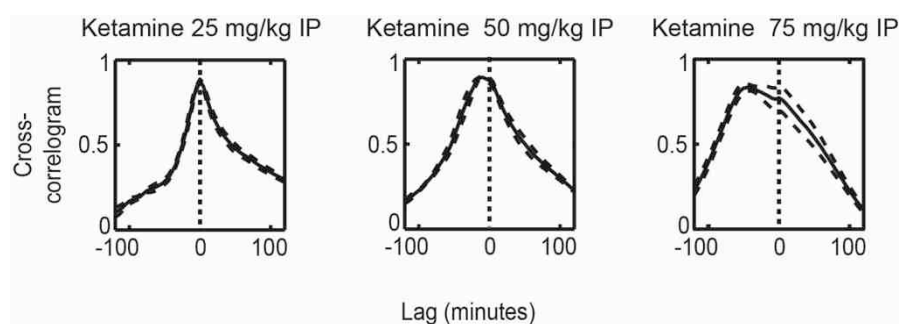 Ketamine 25 mg/kg IP
Ketamine 50 mg/kg IP
Ketamine 75 mg/kg IP
Cross-
correlogram
1
0.5
0
-100 0 100
1
0.5
0
-100 0 100
1
0.5
0
-100 0 100
Lag (minutes)